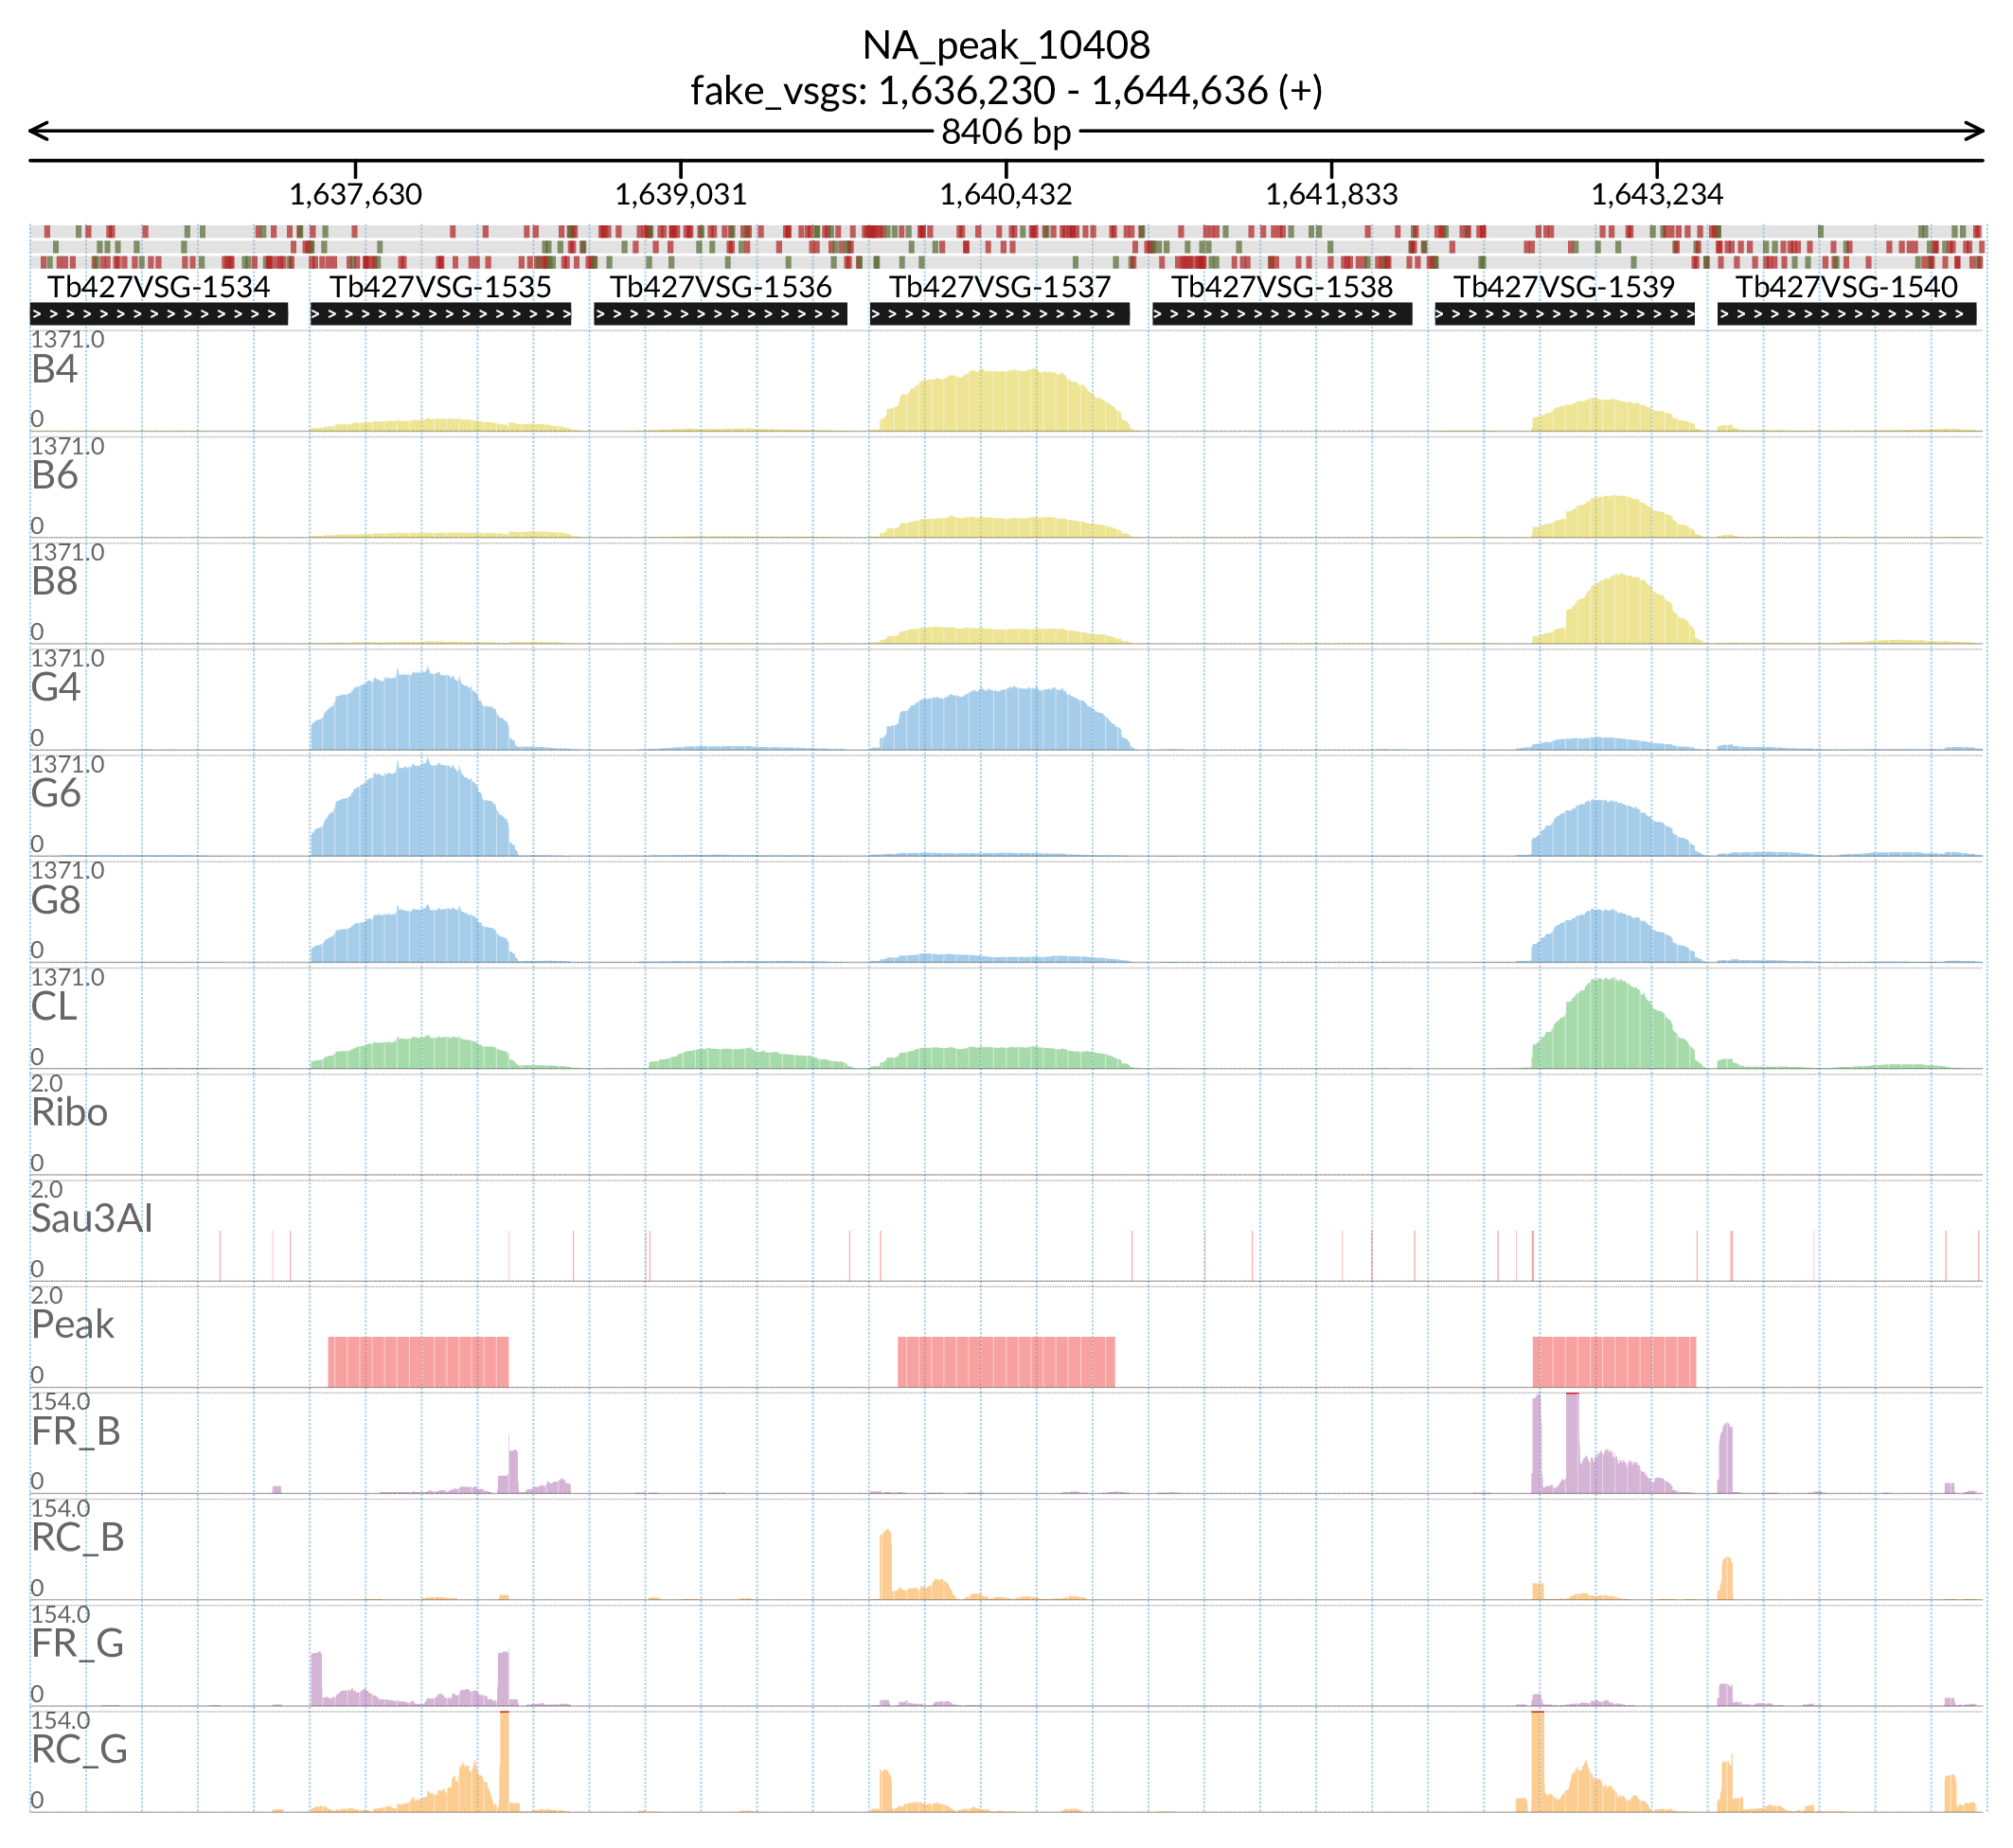 NA_peak_10408
fake_vsgs: 1,636,230 - 1,644,636 (+)
8406 bp
1,637,630 1,639,031 1,640,432 1,641,833 1,643,234
Tb427VSG-1534 Tb427VSG-1535 Tb427VSG-1536 Tb427VSG-1537 Tb427VSG-1538 Tb427VSG-1539 Tb427VSG-1540
1371.0
B4
0
1371.0
B6
0
1371.0
B8
0
1371.0
G4
0
1371.0
G6
0
1371.0
G8
0
1371.0
CL
0
2.0
Ribo
0
2.0
Sau3AI
0
2.0
Peak
0
154.0
FR_B
0
154.0
RC_B
0
154.0
FR_G
0
154.0
RC_G
0